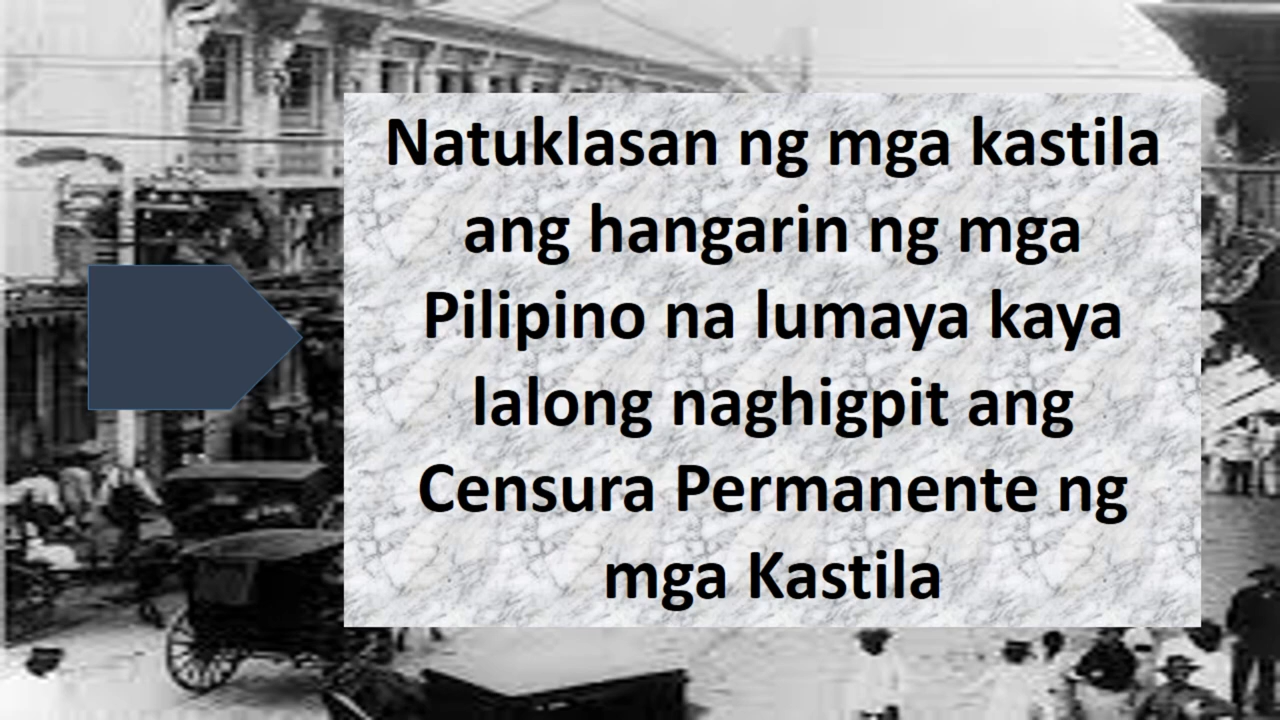 Natuklasan ng mga kastila
ang hangarin ng mga
Pilipino na lumaya kaya
lalong naghigpit ang
Censura Permanente ng
mga Kastila